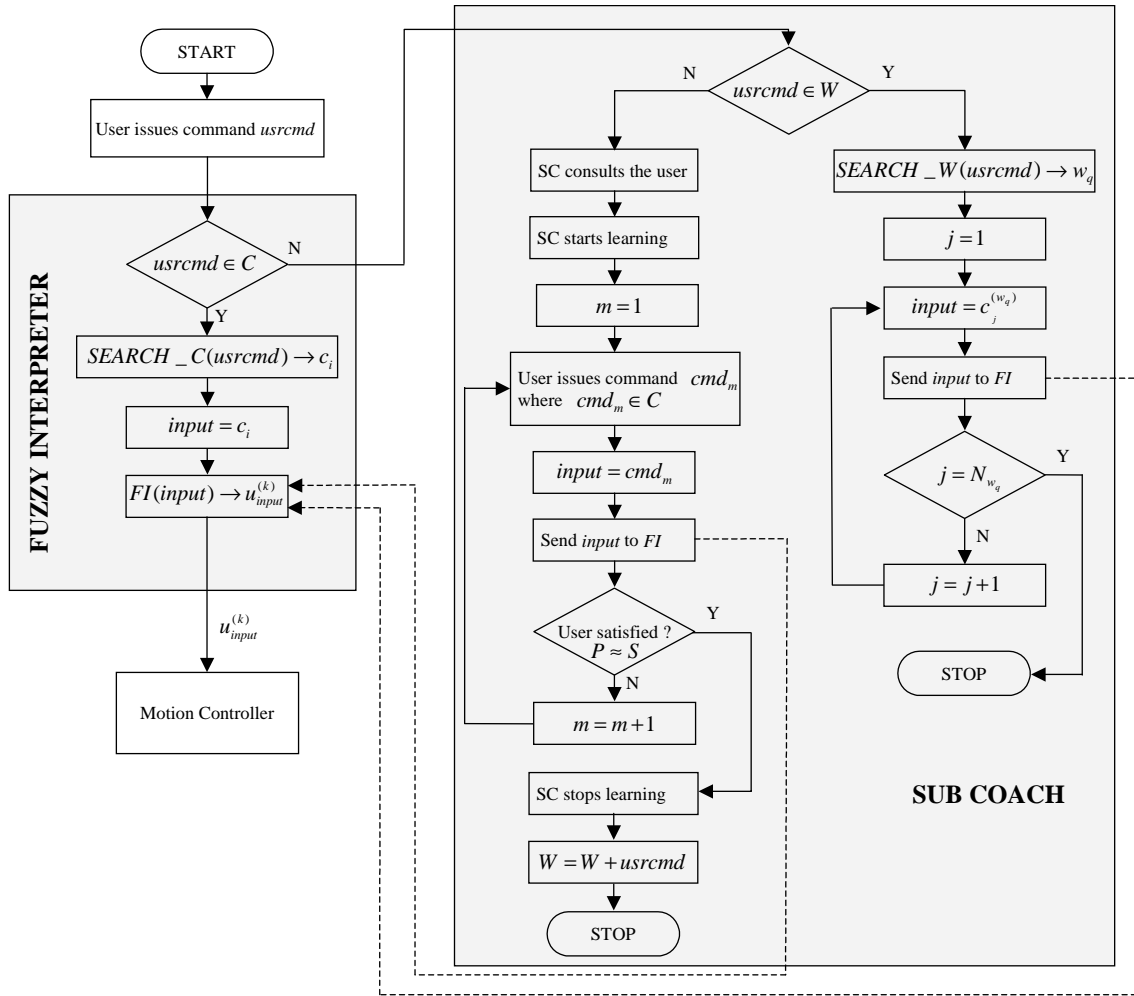 START
User issues command usrcmd
FUZZY INTERPRETER
usrcmd ∈ C
N
Y
SEARCH _ C(usrcmd) → c_i
input = c_i
FI(input) → u_input^(k)
u_input^(k)
Motion Controller
usrcmd ∈ W
N
Y
SC consults the user
SC starts learning
m = 1
User issues command cmd_m
where cmd_m ∈ C
input = cmd_m
Send input to FI
User satisfied ?
P ≈ S
Y
N
m = m + 1
SC stops learning
W = W + usrcmd
STOP
SEARCH _ W(usrcmd) → w_q
j = 1
input = c_j^(w_q)
Send input to FI
j = N_w_q
Y
N
j = j + 1
STOP
SUB COACH